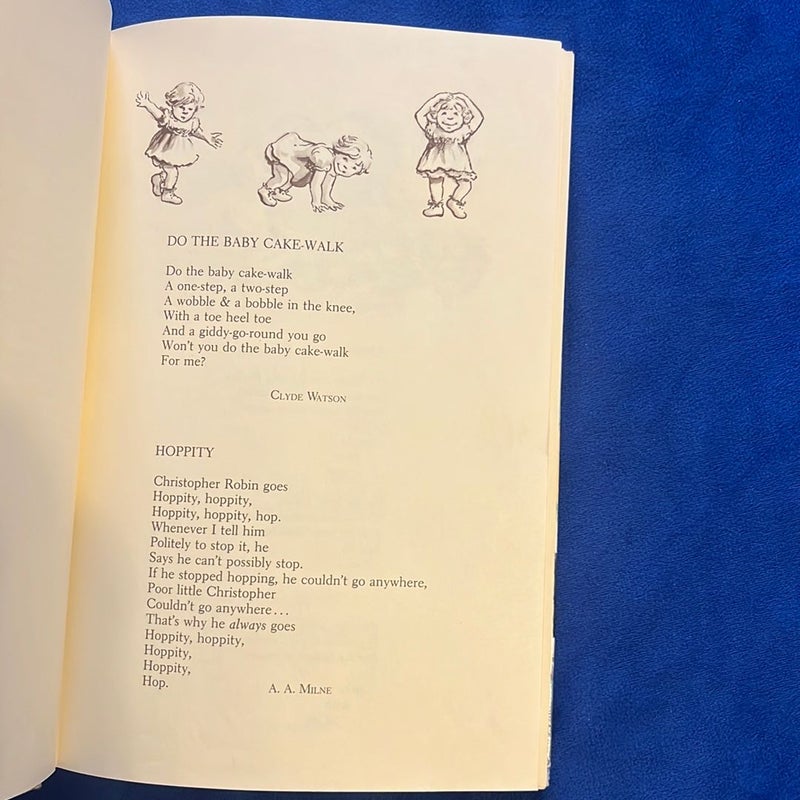 DO THE BABY CAKE-WALK
Do the baby cake-walk
A one-step, a two-step
A wobble & a bobble in the knee,
With a toe heel toe
And a giddy-go-round you go
Won't you do the baby cake-walk
For me?
CLYDE WATSON
HOPPITY
Christopher Robin goes
Hoppity, hoppity,
Hoppity, hoppity, hop.
Whenever I tell him
Politely to stop it, he
Says he can't possibly stop.
If he stopped hopping, he couldn't go anywhere,
Poor little Christopher
Couldn't go anywhere...
That's why he always goes
Hoppity, hoppity,
Hoppity,
Hoppity,
Hop.
A. A. MILNE